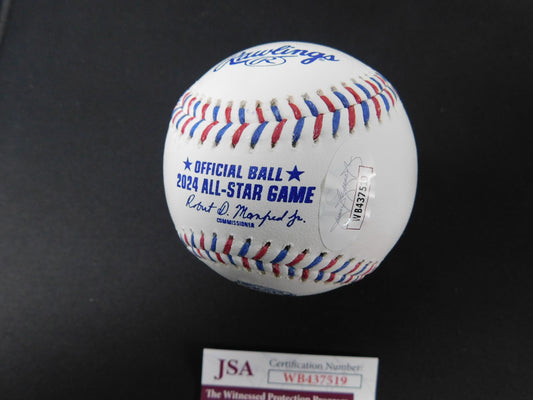 Rawlings
R
★ OFFICIAL BALL ★
2024 ALL-STAR GAME
Robert D. Manfred Jr.
COMMISSIONER
WB43751
JSA
Certification Number:
WB437519
The Witnessed Protection Program